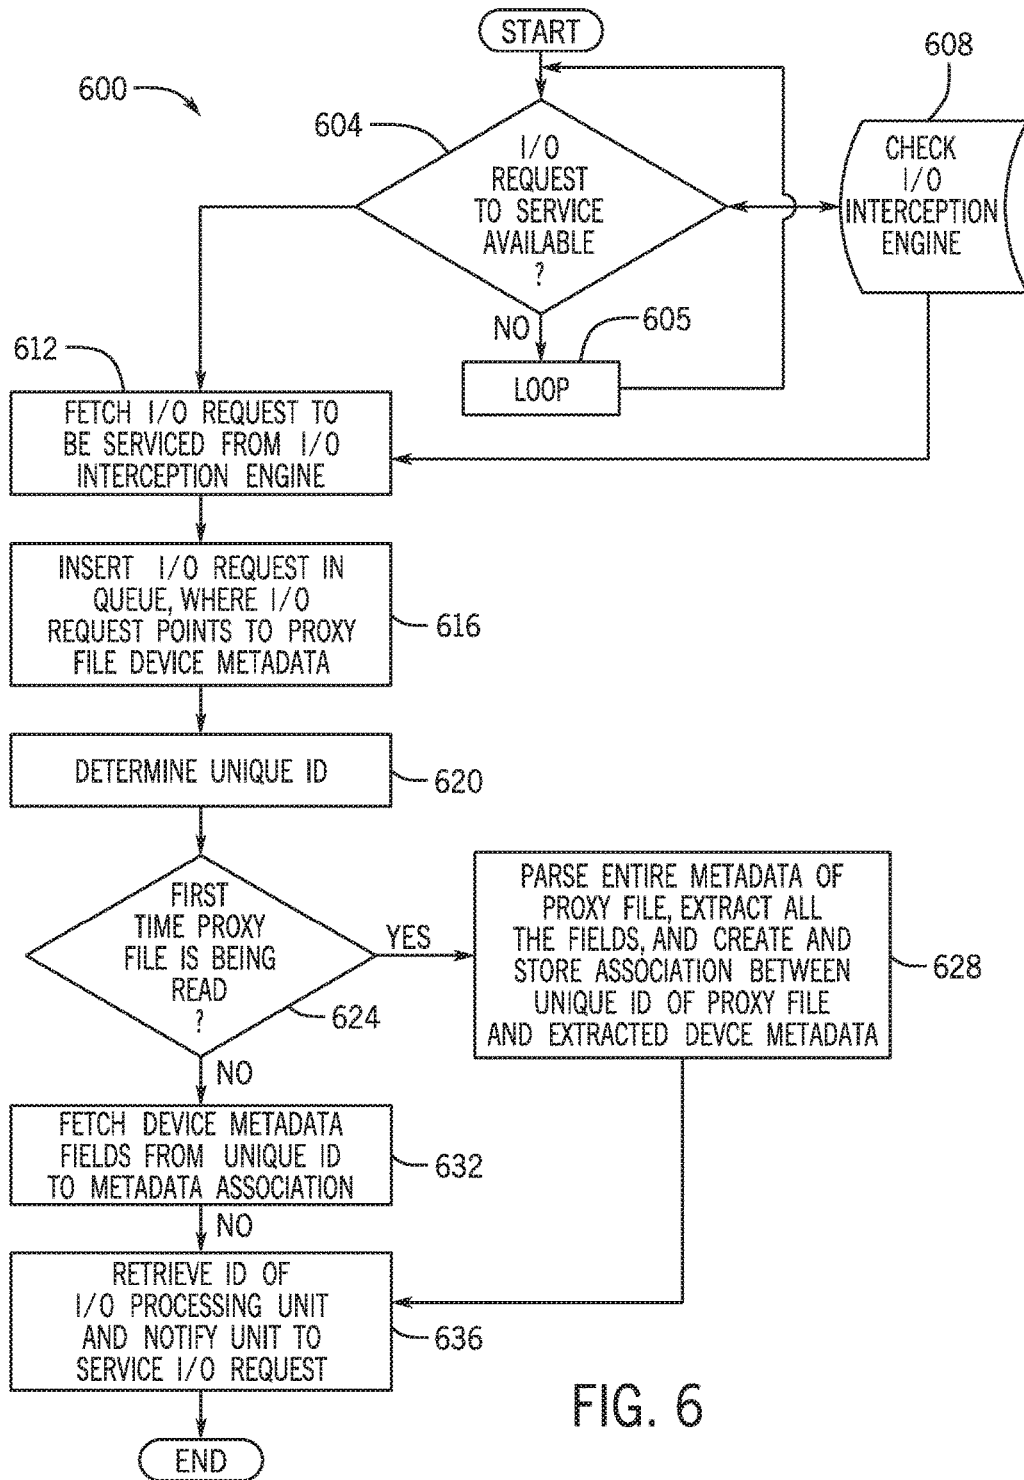 START
600
604
608
I/O
REQUEST
TO SERVICE
AVAILABLE
?
CHECK
I/O
INTERCEPTION
ENGINE
NO
605
LOOP
612
FETCH I/O REQUEST TO
BE SERVICED FROM I/O
INTERCEPTION ENGINE
INSERT I/O REQUEST IN
QUEUE, WHERE I/O
REQUEST POINTS TO PROXY
FILE DEVICE METADATA
616
DETERMINE UNIQUE ID
620
FIRST
TIME PROXY
FILE IS BEING
READ
?
624
YES
PARSE ENTIRE METADATA OF
PROXY FILE, EXTRACT ALL
THE FIELDS, AND CREATE AND
STORE ASSOCIATION BETWEEN
UNIQUE ID OF PROXY FILE
AND EXTRACTED DEVCE METADATA
628
NO
FETCH DEVICE METADATA
FIELDS FROM UNIQUE ID
TO METADATA ASSOCIATION
632
NO
RETRIEVE ID OF
I/O PROCESSING UNIT
AND NOTIFY UNIT TO
SERVICE I/O REQUEST
636
END
FIG. 6